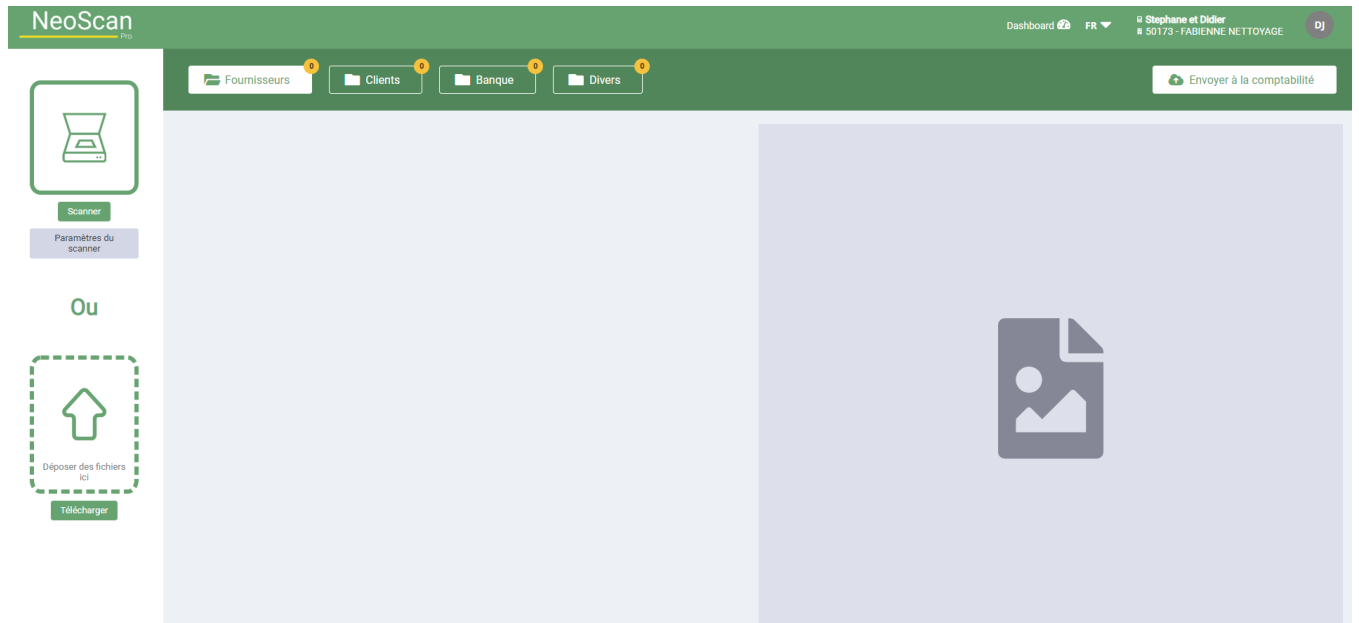 NeoScan
Pro
Dashboard
FR
Stephane et Didier
50173 - FABIENNE NETTOYAGE
DJ
Fournisseurs
0
Clients
0
Banque
0
Divers
0
Envoyer à la comptabilité
Scanner
Paramètres du
scanner
Ou
Déposer des fichiers
ici
Télécharger